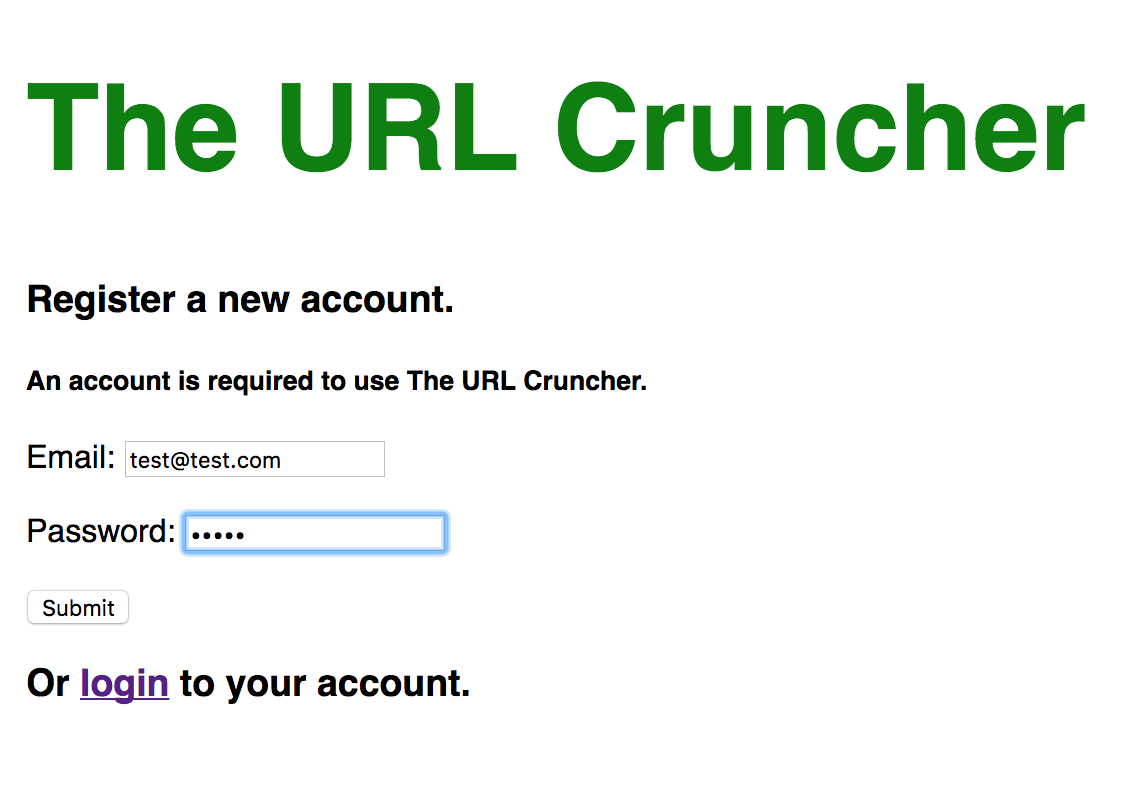 The URL Cruncher
Register a new account.
An account is required to use The URL Cruncher.
Email: test@test.com
Password: •••••
Submit
Or login to your account.